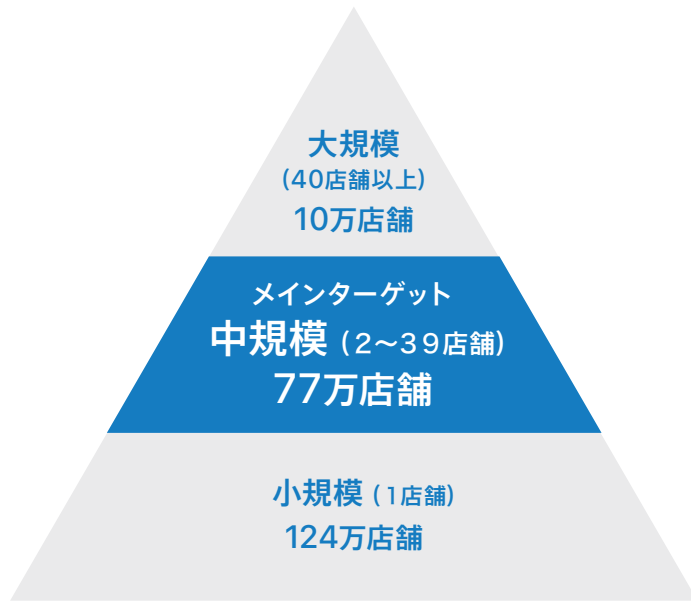 大規模
(40店舗以上)
10万店舗
メインターゲット
中規模 (2〜39店舗)
77万店舗
小規模 (1店舗)
124万店舗